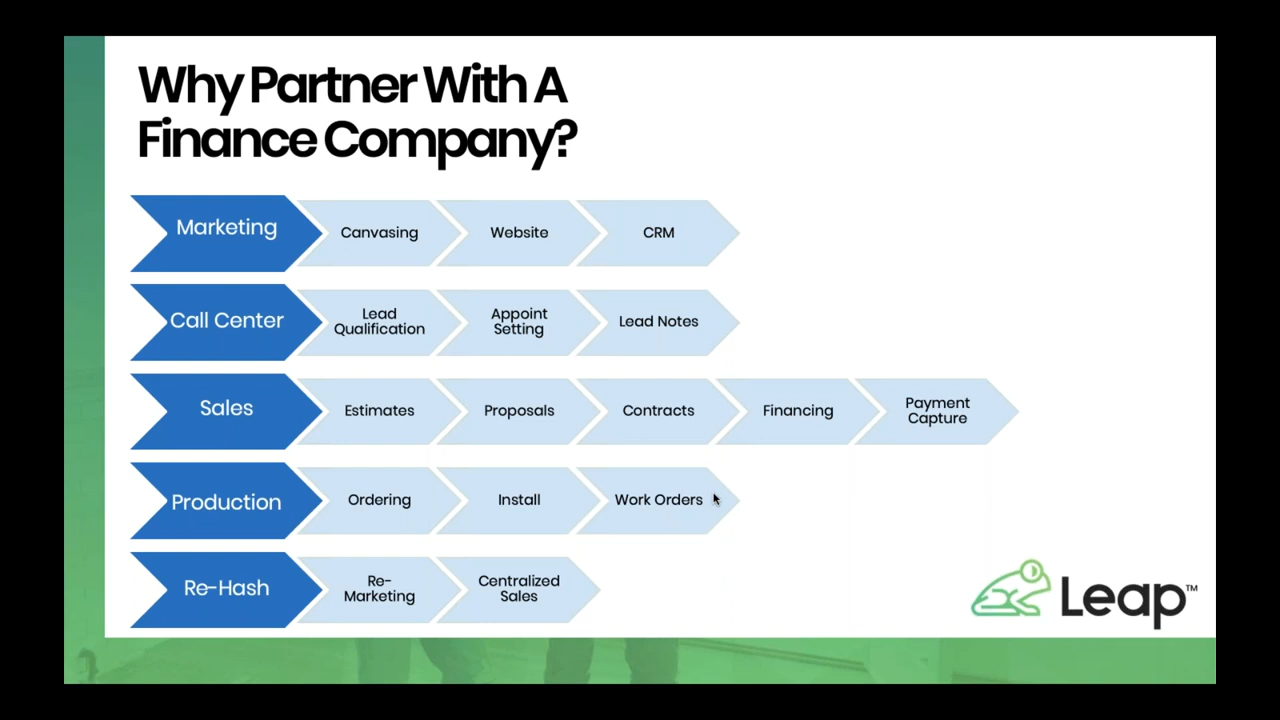 Why Partner With A
Finance Company?
Marketing
Canvasing
Website
CRM
Call Center
Lead
Qualification
Appoint
Setting
Lead Notes
Sales
Estimates
Proposals
Contracts
Financing
Payment
Capture
Production
Ordering
Install
Work Orders
Re-Hash
Re-
Marketing
Centralized
Sales
Leap™